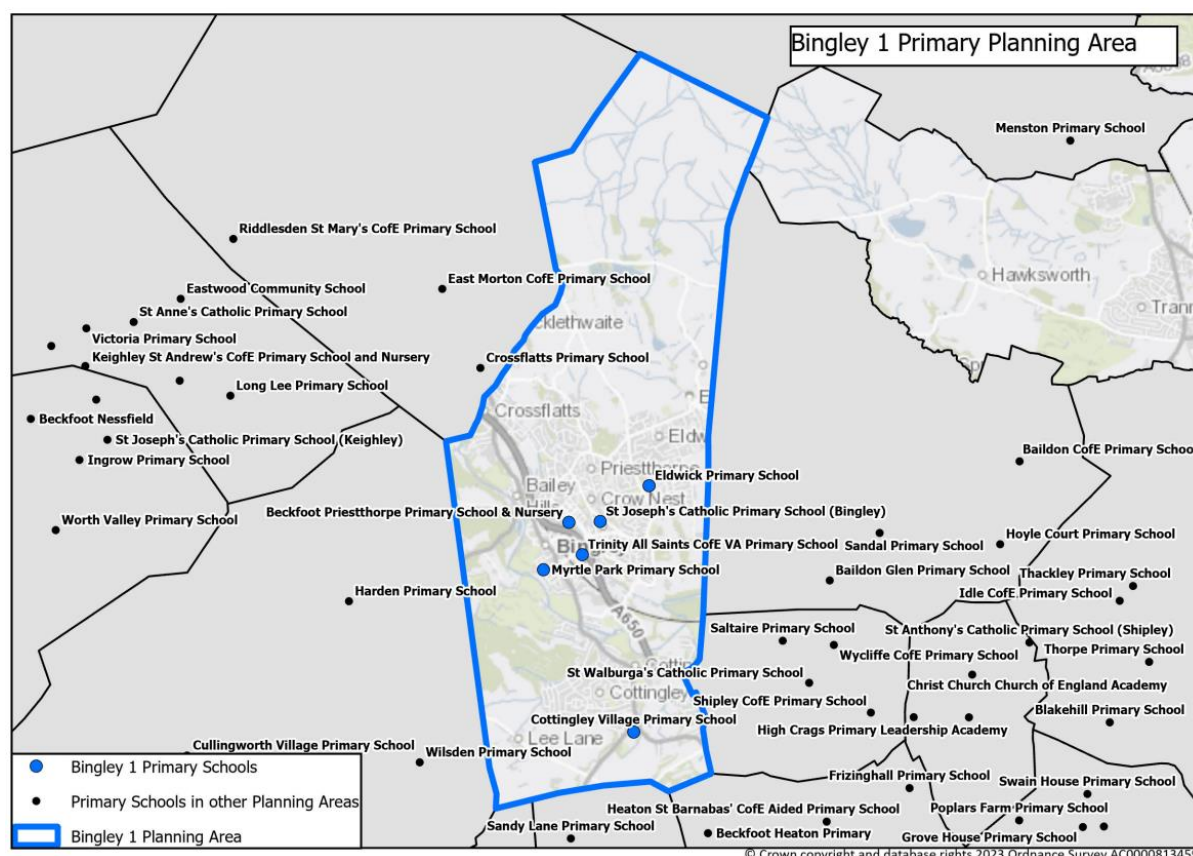 Bingley 1 Primary Planning Area
Menston Primary School
Riddlesden St Mary's CofE Primary School
Hawksworth
East Morton CofE Primary School
Eastwood Community School
St Anne's Catholic Primary School
cklethwaite
Victoria Primary School
Keighley St Andrew's CofE Primary School and Nursery
Crossflatts Primary School
Long Lee Primary School
Crossflatts
Beckfoot Nessfield
Eldw
St Joseph's Catholic Primary School (Keighley)
Baildon CofE Primary Schoo
Ingrow Primary School
Priestthorpe
Eldwick Primary School
Bailey
Hills
Crow Nest
Beckfoot Priestthorpe Primary School & Nursery
St Joseph's Catholic Primary School (Bingley)
Worth Valley Primary School
Trinity All Saints CofE VA Primary School
Sandal Primary School
Hoyle Court Primary School
Myrtle Park Primary School
Baildon Glen Primary School
Thackley Primary School
Harden Primary School
Idle CofE Primary School
A650
Saltaire Primary School
St Anthony's Catholic Primary School (Shipley)
Wycliffe CofE Primary School
Thorpe Primary School
St Walburga's Catholic Primary School
Christ Church Church of England Academy
Cottingley
Shipley CofE Primary School
Blakehill Primary School
Cottingley Village Primary School
High Crags Primary Leadership Academy
Lee Lane
Cullingworth Village Primary School
Wilsden Primary School
Frizinghall Primary School
Swain House Primary School
Heaton St Barnabas' CofE Aided Primary School
Poplars Farm Primary School
Sandy Lane Primary School
Beckfoot Heaton Primary
Grove House Primary School
Bingley 1 Primary Schools
Primary Schools in other Planning Areas
Bingley 1 Planning Area
© Crown copyright and database rights 2023 Ordnance Survey AC0000813459